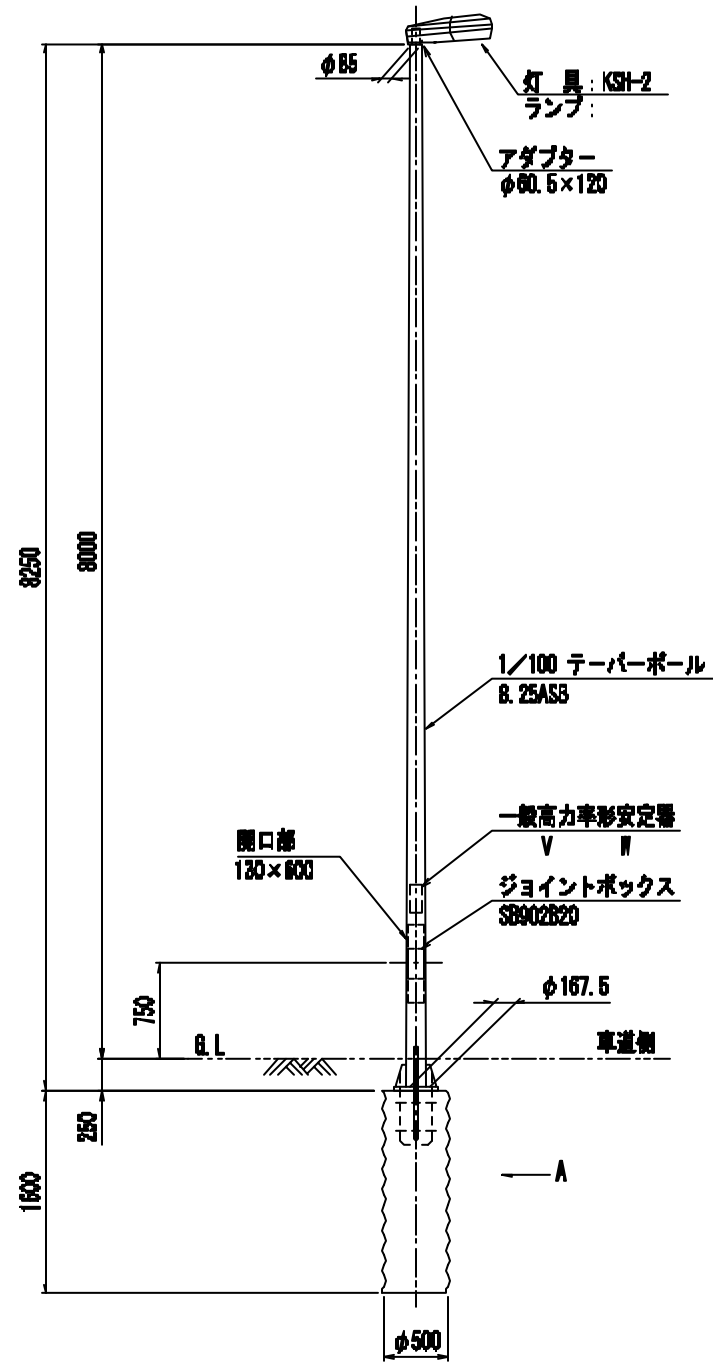 φ85
灯 具 : KSH-2
ランプ :
アダプター
φ60.5×120
8250
8000
1/100 テーパーポール
8.25ASB
一般高力率形安定器
V W
開口部
130×600
ジョイントボックス
SB902B20
750
φ167.5
G.L
車道側
250
1600
A
φ500